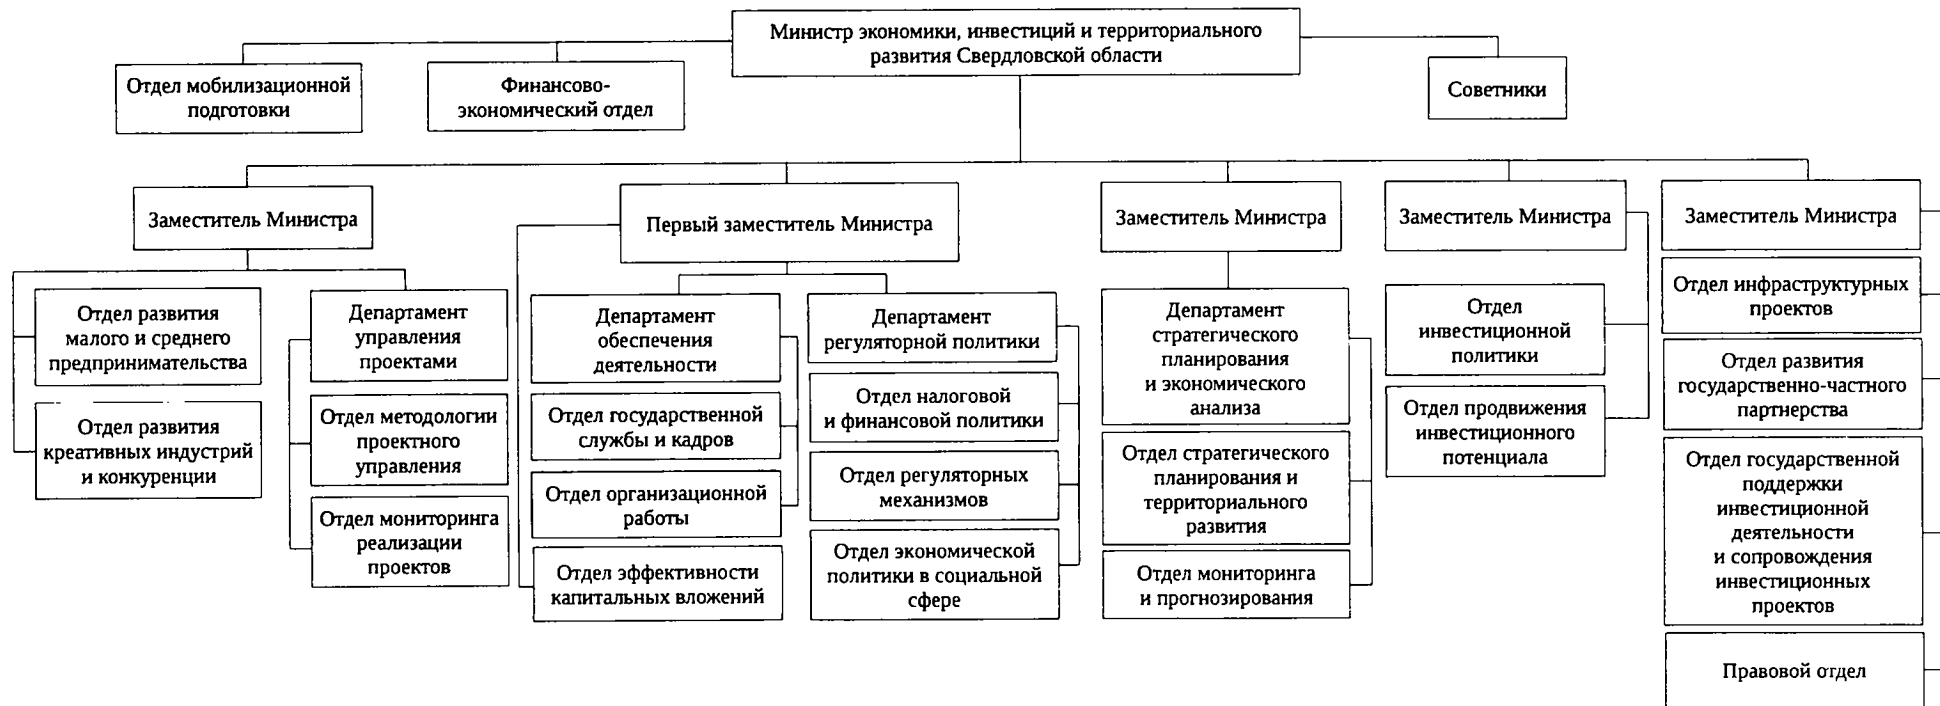 Министр экономики, инвестиций и территориального
развития Свердловской области
Отдел мобилизационной
подготовки
Финансово-
экономический отдел
Советники
Заместитель Министра
Первый заместитель Министра
Заместитель Министра
Заместитель Министра
Заместитель Министра
Отдел развития
малого и среднего
предпринимательства
Отдел развития
креативных индустрий
и конкуренции
Департамент
управления
проектами
Отдел методологии
проектного
управления
Отдел мониторинга
реализации
проектов
Департамент
обеспечения
деятельности
Отдел государственной
службы и кадров
Отдел организационной
работы
Отдел эффективности
капитальных вложений
Департамент
регуляторной политики
Отдел налоговой
и финансовой политики
Отдел регуляторных
механизмов
Отдел экономической
политики в социальной
сфере
Департамент
стратегического
планирования
и экономического
анализа
Отдел стратегического
планирования и
территориального
развития
Отдел мониторинга
и прогнозирования
Отдел
инвестиционной
политики
Отдел продвижения
инвестиционного
потенциала
Отдел инфраструктурных
проектов
Отдел развития
государственно-частного
партнерства
Отдел государственной
поддержки
инвестиционной
деятельности
и сопровождения
инвестиционных
проектов
Правовой отдел